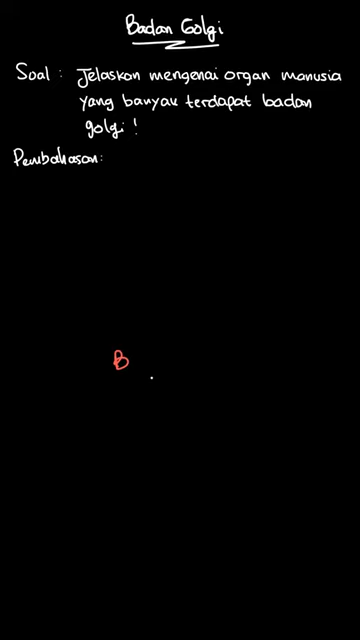 Badan Golgi
Soal : Jelaskan mengenai organ manusia
yang banyak terdapat badan
golgi !
Pembahasan :
B